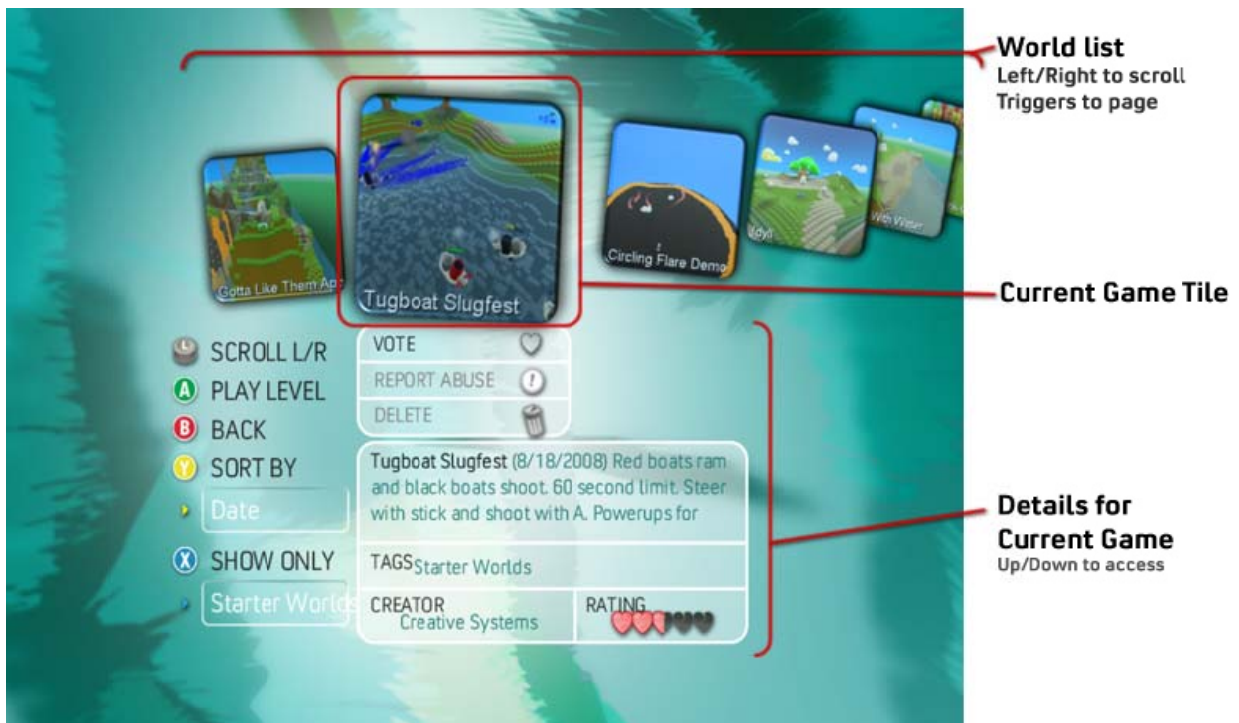 World list
Left/Right to scroll
Triggers to page
Gotta Like Them App
Tugboat Slugfest
Circling Flare Demo
Idyll
With Water
Current Game Tile
SCROLL L/R
A PLAY LEVEL
B BACK
Y SORT BY
Date
X SHOW ONLY
Starter Worlds
VOTE
REPORT ABUSE !
DELETE
Tugboat Slugfest (8/18/2008) Red boats ram
and black boats shoot. 60 second limit. Steer
with stick and shoot with A. Powerups for
TAGS Starter Worlds
CREATOR
Creative Systems
RATING
Details for
Current Game
Up/Down to access